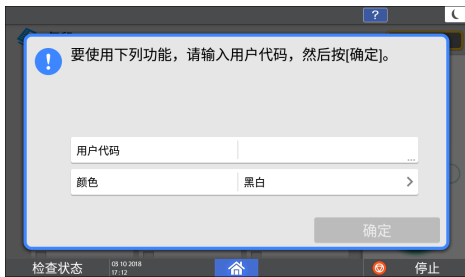 ?
要使用下列功能，请输入用户代码，然后按[确定]。
用户代码
...
颜色 黑白
确定
检查状态 03 10 2018 17 : 12 停止